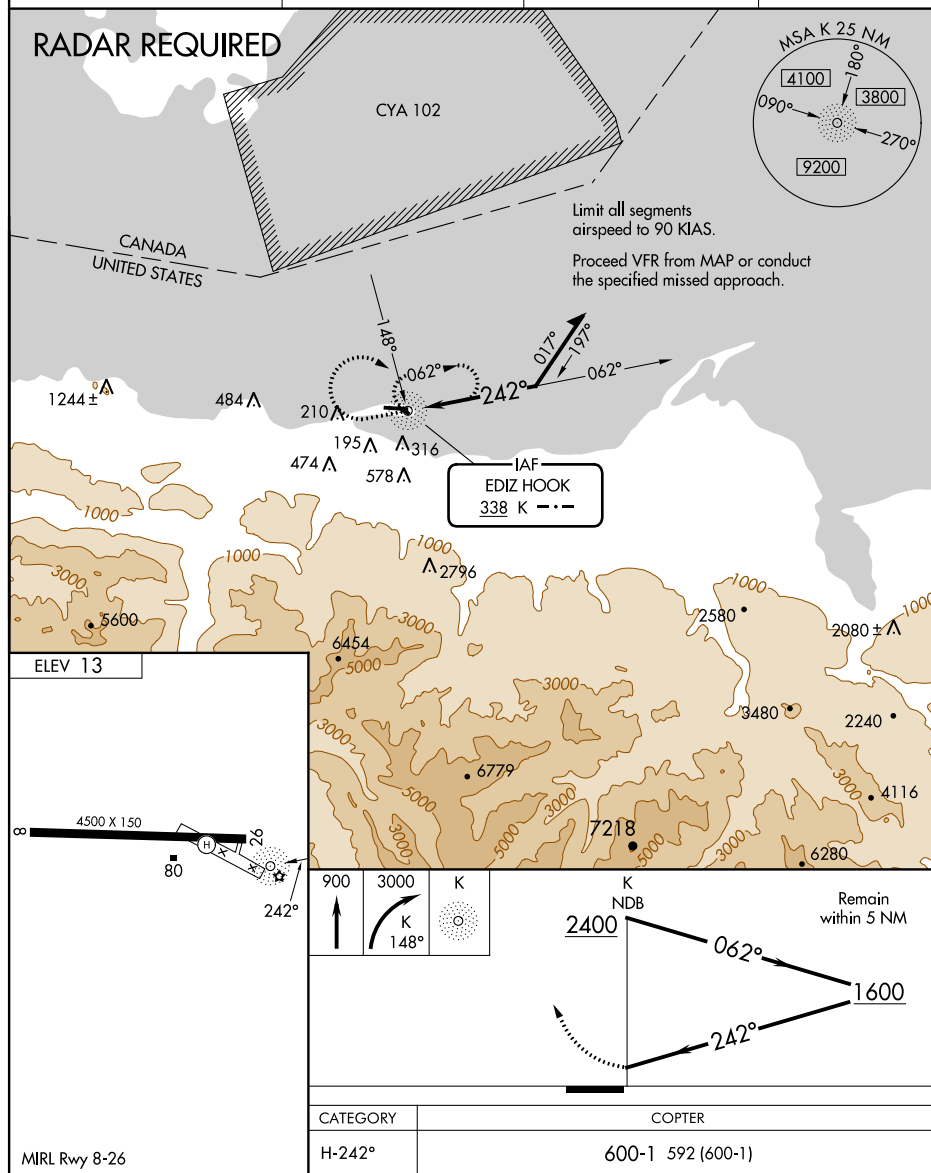 RADAR REQUIRED
MSA K 25 NM
180°
4100
3800
090°
270°
9200
CYA 102
Limit all segments
airspeed to 90 KIAS.
Proceed VFR from MAP or conduct
the specified missed approach.
CANADA
UNITED STATES
148°
017°
197°
062°
062°
242°
1244 ±
484
210
195
316
474
578
IAF
EDIZ HOOK
338 K
1000
1000
1000
3000
2796
1000
1000
5600
2580
2080 ±
3000
6454
5000
3000
3000
3480
2240
6779
3000
4116
5000
3000
7218
3000
3000
5000
5000
6280
ELEV 13
8
4500 X 150
26
H
X
X
80
242°
MIRL Rwy 8-26
900
3000
K
148°
K
K
NDB
2400
Remain
within 5 NM
062°
1600
242°
CATEGORY
COPTER
H-242°
600-1 592 (600-1)